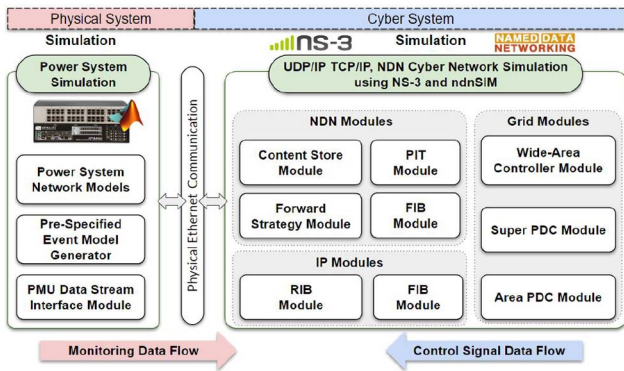 Physical System
Cyber System
Simulation
NS-3
Simulation
NAMED DATA
NETWORKING
Power System
Simulation
UDP/IP TCP/IP, NDN Cyber Network Simulation
using NS-3 and ndnSIM
Power System
Network Models
Pre-Specified
Event Model
Generator
PMU Data Stream
Interface Module
Physical Ethernet Communication
NDN Modules
Content Store
Module
PIT
Module
Forward
Strategy Module
FIB
Module
IP Modules
RIB
Module
FIB
Module
Grid Modules
Wide-Area
Controller Module
Super PDC Module
Area PDC Module
Monitoring Data Flow
Control Signal Data Flow